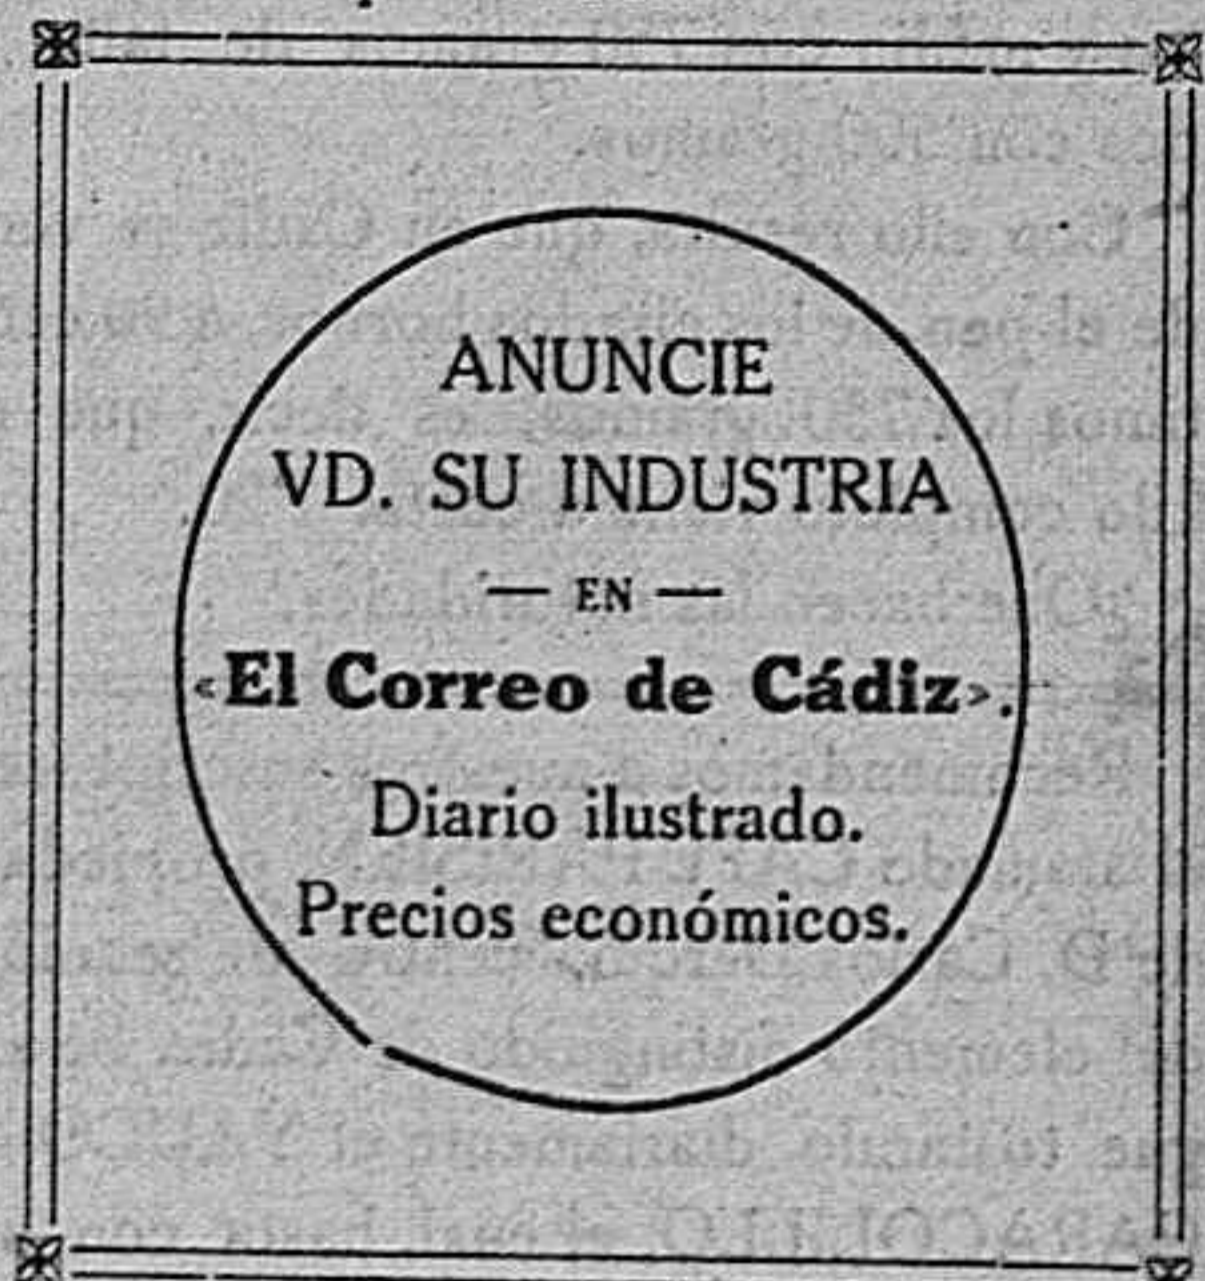 ANUNCIE
VD. SU INDUSTRIA
— EN —
«El Correo de Cádiz».
Diario ilustrado.
Precios económicos.